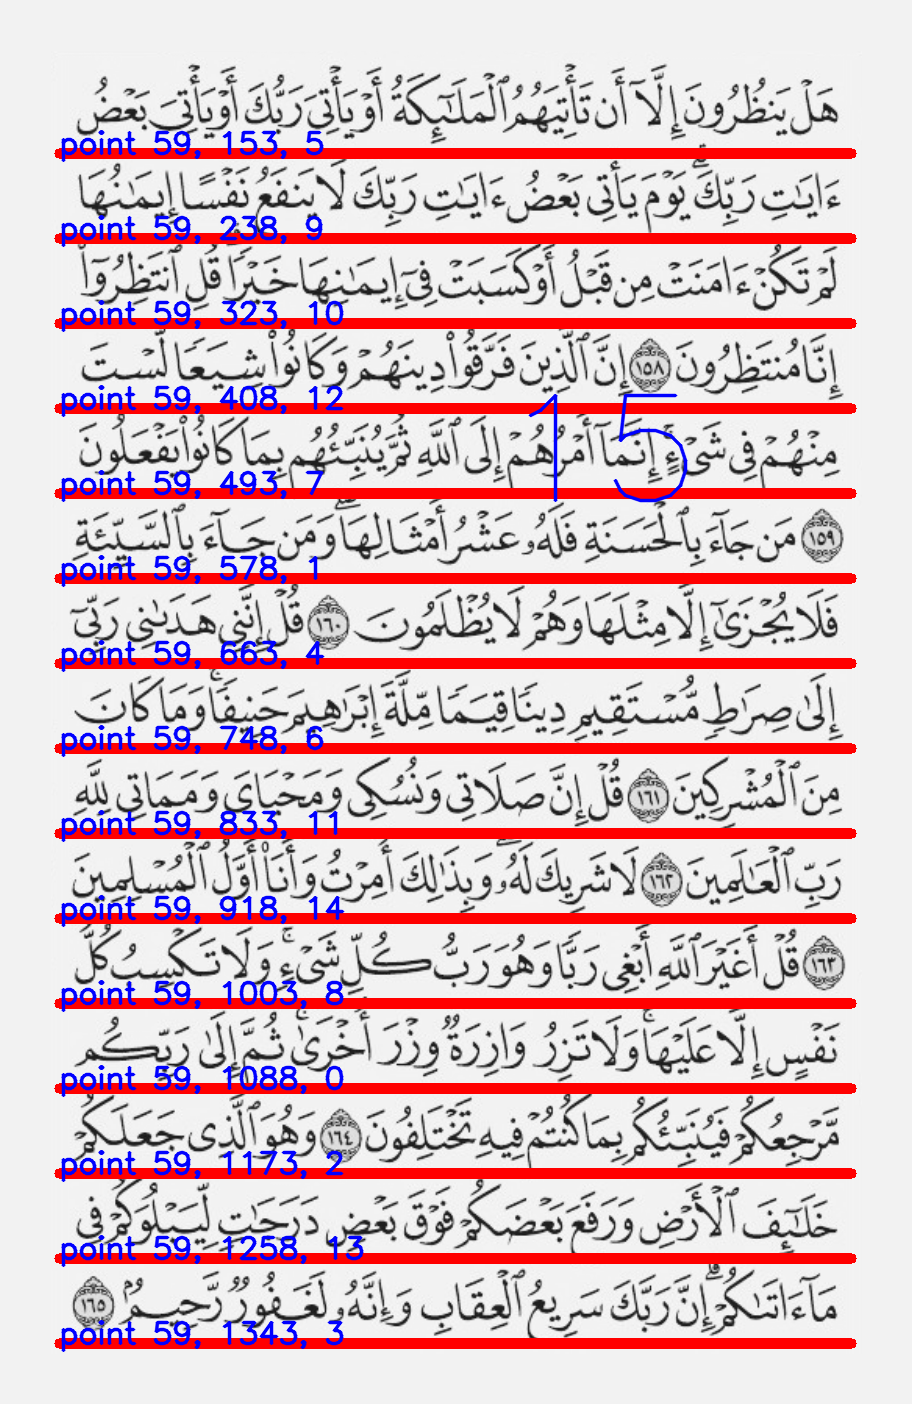 هَلْ يَنظُرُونَ إِلَّآ أَن تَأْتِيَهُمُ ٱلْمَلَـٰٓئِكَةُ أَوْ يَأْتِىَ رَبُّكَ أَوْ يَأْتِىَ بَعْضُ
point 59, 153, 5
ءَايَـٰتِ رَبِّكَ ۗ يَوْمَ يَأْتِى بَعْضُ ءَايَـٰتِ رَبِّكَ لَا يَنفَعُ نَفْسًا إِيمَـٰنُهَا
point 59, 238, 9
لَمْ تَكُنْ ءَامَنَتْ مِن قَبْلُ أَوْ كَسَبَتْ فِىٓ إِيمَـٰنِهَا خَيْرًا ۗ قُلِ ٱنتَظِرُوٓا۟
point 59, 323, 10
إِنَّا مُنتَظِرُونَ ١٥٨ إِنَّ ٱلَّذِينَ فَرَّقُوا۟ دِينَهُمْ وَكَانُوا۟ شِيَعًا لَّسْتَ
point 59, 408, 12
15
مِنْهُمْ فِى شَىْءٍ ۚ إِنَّمَآ أَمْرُهُمْ إِلَى ٱللَّهِ ثُمَّ يُنَبِّئُهُم بِمَا كَانُوا۟ يَفْعَلُونَ
point 59, 493, 7
١٥٩ مَن جَآءَ بِٱلْحَسَنَةِ فَلَهُۥ عَشْرُ أَمْثَالِهَا ۖ وَمَن جَآءَ بِٱلسَّيِّئَةِ
point 59, 578, 1
فَلَا يُجْزَىٰٓ إِلَّا مِثْلَهَا وَهُمْ لَا يُظْلَمُونَ ١٦٠ قُلْ إِنَّنِى هَدَىٰنِى رَبِّىٓ
point 59, 663, 4
إِلَىٰ صِرَٰطٍ مُّسْتَقِيمٍ دِينًا قِيَمًا مِّلَّةَ إِبْرَٰهِيمَ حَنِيفًا ۚ وَمَا كَانَ
point 59, 748, 6
مِنَ ٱلْمُشْرِكِينَ ١٦١ قُلْ إِنَّ صَلَاتِى وَنُسُكِى وَمَحْيَاىَ وَمَمَاتِى لِلَّهِ
point 59, 833, 11
رَبِّ ٱلْعَـٰلَمِينَ ١٦٢ لَا شَرِيكَ لَهُۥ ۖ وَبِذَٰلِكَ أُمِرْتُ وَأَنَا۠ أَوَّلُ ٱلْمُسْلِمِينَ
point 59, 918, 14
١٦٣ قُلْ أَغَيْرَ ٱللَّهِ أَبْغِى رَبًّا وَهُوَ رَبُّ كُلِّ شَىْءٍ ۚ وَلَا تَكْسِبُ كُلُّ
point 59, 1003, 8
نَفْسٍ إِلَّا عَلَيْهَا ۚ وَلَا تَزِرُ وَازِرَةٌ وِزْرَ أُخْرَىٰ ۚ ثُمَّ إِلَىٰ رَبِّكُم
point 59, 1088, 0
مَّرْجِعُكُمْ فَيُنَبِّئُكُم بِمَا كُنتُمْ فِيهِ تَخْتَلِفُونَ ١٦٤ وَهُوَ ٱلَّذِى جَعَلَكُمْ
point 59, 1173, 2
خَلَـٰٓئِفَ ٱلْأَرْضِ وَرَفَعَ بَعْضَكُمْ فَوْقَ بَعْضٍ دَرَجَـٰتٍ لِّيَبْلُوَكُمْ فِى
point 59, 1258, 13
مَآ ءَاتَىٰكُمْ ۗ إِنَّ رَبَّكَ سَرِيعُ ٱلْعِقَابِ وَإِنَّهُۥ لَغَفُورٌ رَّحِيمٌۢ ١٦٥
point 59, 1343, 3